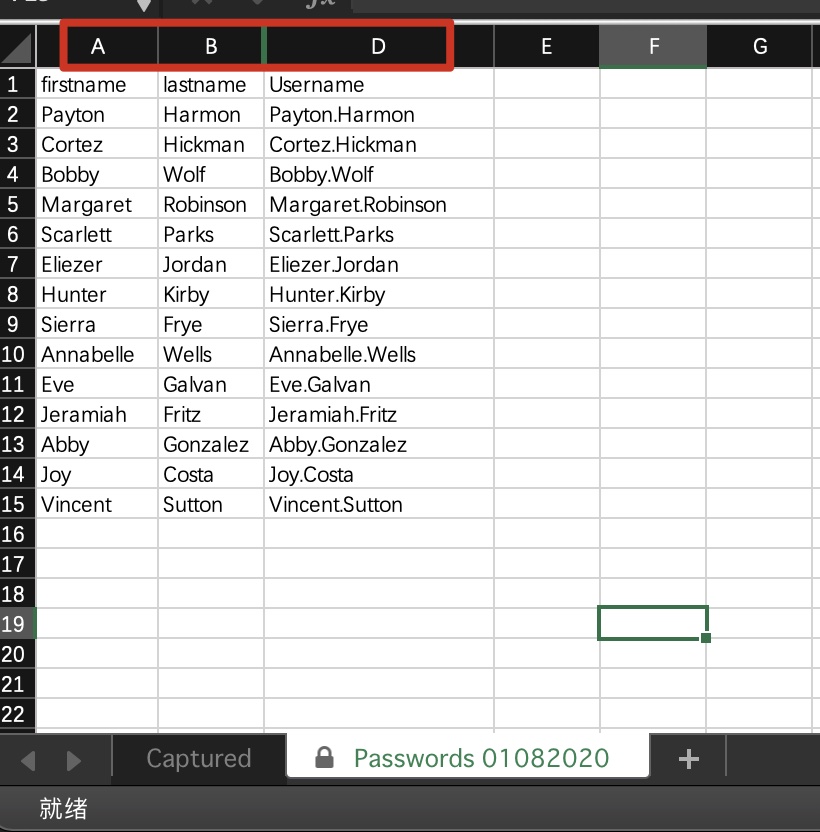 A B D E F G
1 firstname lastname Username
2 Payton Harmon Payton.Harmon
3 Cortez Hickman Cortez.Hickman
4 Bobby Wolf Bobby.Wolf
5 Margaret Robinson Margaret.Robinson
6 Scarlett Parks Scarlett.Parks
7 Eliezer Jordan Eliezer.Jordan
8 Hunter Kirby Hunter.Kirby
9 Sierra Frye Sierra.Frye
10 Annabelle Wells Annabelle.Wells
11 Eve Galvan Eve.Galvan
12 Jeramiah Fritz Jeramiah.Fritz
13 Abby Gonzalez Abby.Gonzalez
14 Joy Costa Joy.Costa
15 Vincent Sutton Vincent.Sutton
16
17
18
19
20
21
22
Captured Passwords 01082020 +
就绪